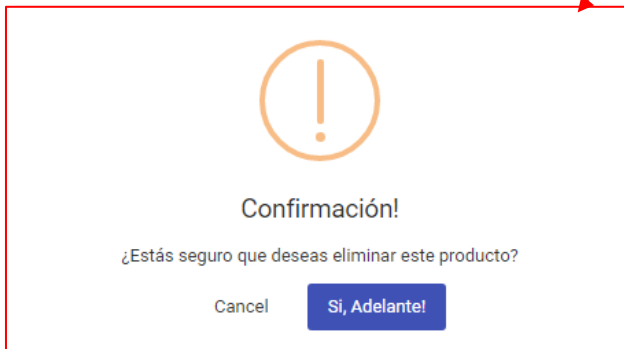 Confirmación!
¿Estás seguro que deseas eliminar este producto?
Cancel Si, Adelante!